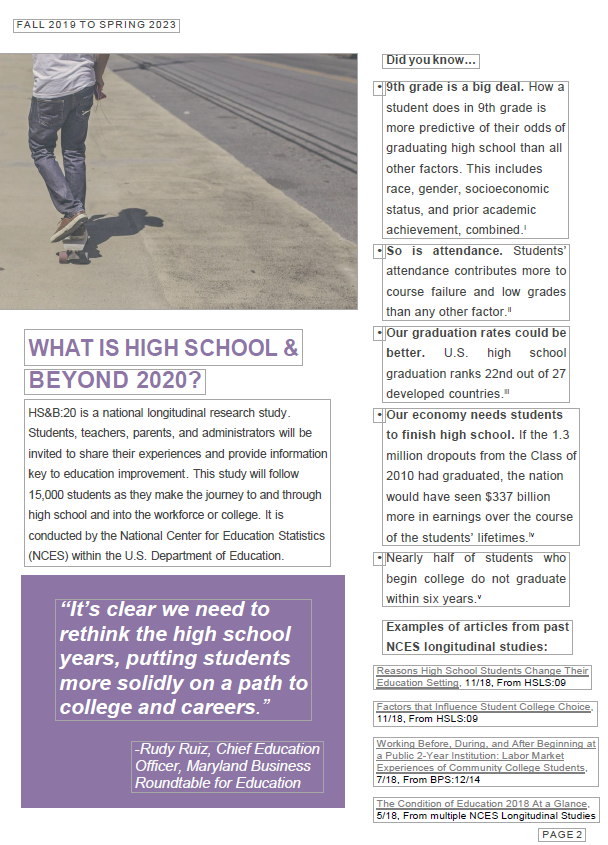 FALL 2019 TO SPRING 2023
WHAT IS HIGH SCHOOL &
BEYOND 2020?
HS&B:20 is a national longitudinal research study.
Students, teachers, parents, and administrators will be
invited to share their experiences and provide information
key to education improvement. This study will follow
15,000 students as they make the journey to and through
high school and into the workforce or college. It is
conducted by the National Center for Education Statistics
(NCES) within the U.S. Department of Education.
“It’s clear we need to
rethink the high school
years, putting students
more solidly on a path to
college and careers.”
-Rudy Ruiz, Chief Education
Officer, Maryland Business
Roundtable for Education
Did you know...
• 9th grade is a big deal. How a
student does in 9th grade is
more predictive of their odds of
graduating high school than all
other factors. This includes
race, gender, socioeconomic
status, and prior academic
achievement, combined.ⁱ
• So is attendance. Students’
attendance contributes more to
course failure and low grades
than any other factor.ⁱⁱ
• Our graduation rates could be
better. U.S. high school
graduation ranks 22nd out of 27
developed countries.ⁱⁱⁱ
• Our economy needs students
to finish high school. If the 1.3
million dropouts from the Class of
2010 had graduated, the nation
would have seen $337 billion
more in earnings over the course
of the students’ lifetimes.ⁱᵛ
• Nearly half of students who
begin college do not graduate
within six years.ᵛ
Examples of articles from past
NCES longitudinal studies:
Reasons High School Students Change Their
Education Setting, 11/18, From HSLS:09
Factors that Influence Student College Choice,
11/18, From HSLS:09
Working Before, During, and After Beginning at
a Public 2-Year Institution: Labor Market
Experiences of Community College Students,
7/18, From BPS:12/14
The Condition of Education 2018 At a Glance,
5/18, From multiple NCES Longitudinal Studies
PAGE 2